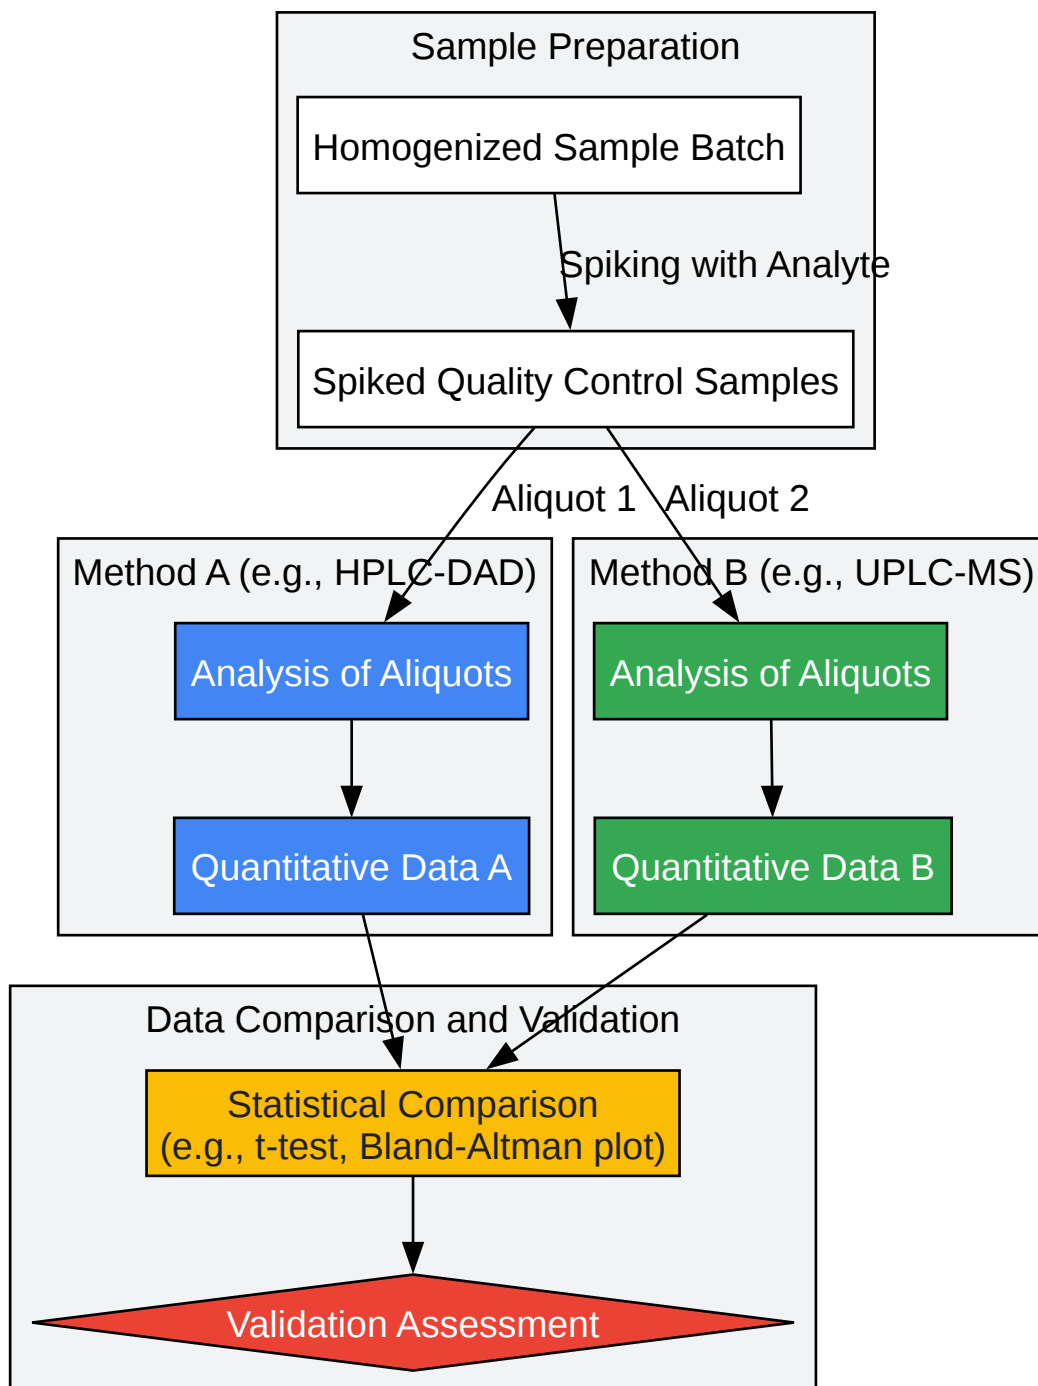 Sample Preparation
Homogenized Sample Batch
Spiking with Analyte
Spiked Quality Control Samples
Aliquot 1
Aliquot 2
Method A (e.g., HPLC-DAD)
Method B (e.g., UPLC-MS)
Analysis of Aliquots
Analysis of Aliquots
Quantitative Data A
Quantitative Data B
Data Comparison and Validation
Statistical Comparison
(e.g., t-test, Bland-Altman plot)
Validation Assessment